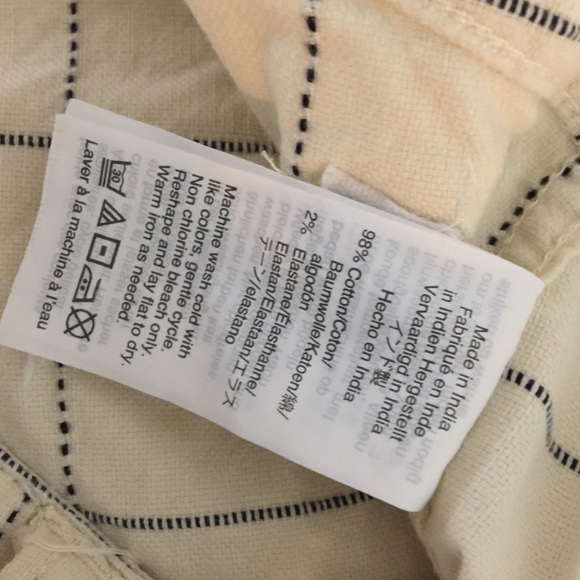 Made in India
Fabriqué en Inde
in Indien Hergestellt
Vervaardigd in India
インド製
Hecho en India
98% Cotton/Coton/
Baumwolle/Katoen/綿/
algodón
2% Elastane/Élasthanne/
Elastan/Elastaan/エラス
テーン/elastano
Machine wash cold with
like colors, gentle cycle.
Non chlorine bleach only.
Reshape and lay flat to dry.
Warm iron as needed.
30
Laver à la machine à l'eau